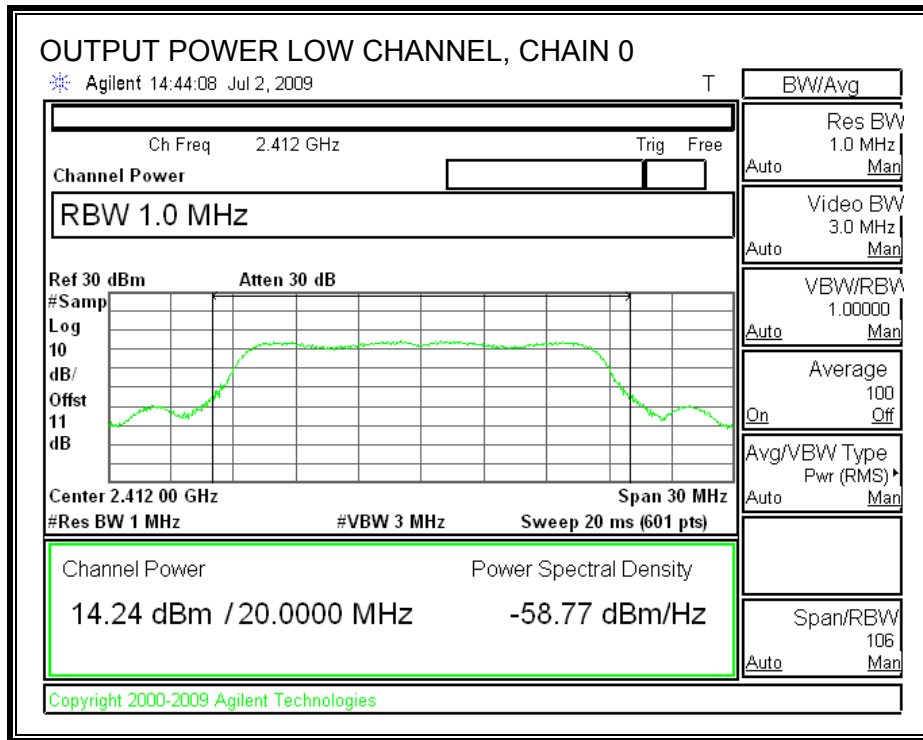 OUTPUT POWER LOW CHANNEL, CHAIN 0
Agilent 14:44:08 Jul 2, 2009 T
Ch Freq 2.412 GHz Trig Free
Channel Power
RBW 1.0 MHz
Ref 30 dBm Atten 30 dB
#Samp
Log
10
dB/
Offst
11
dB
Center 2.412 00 GHz Span 30 MHz
#Res BW 1 MHz #VBW 3 MHz Sweep 20 ms (601 pts)
Channel Power Power Spectral Density
14.24 dBm / 20.0000 MHz -58.77 dBm/Hz
Copyright 2000-2009 Agilent Technologies
BW/Avg
Res BW
1.0 MHz
Auto Man
Video BW
3.0 MHz
Auto Man
VBW/RBW
1.00000
Auto Man
Average
100
On Off
Avg/VBW Type
Pwr (RMS)
Auto Man
Span/RBW
106
Auto Man